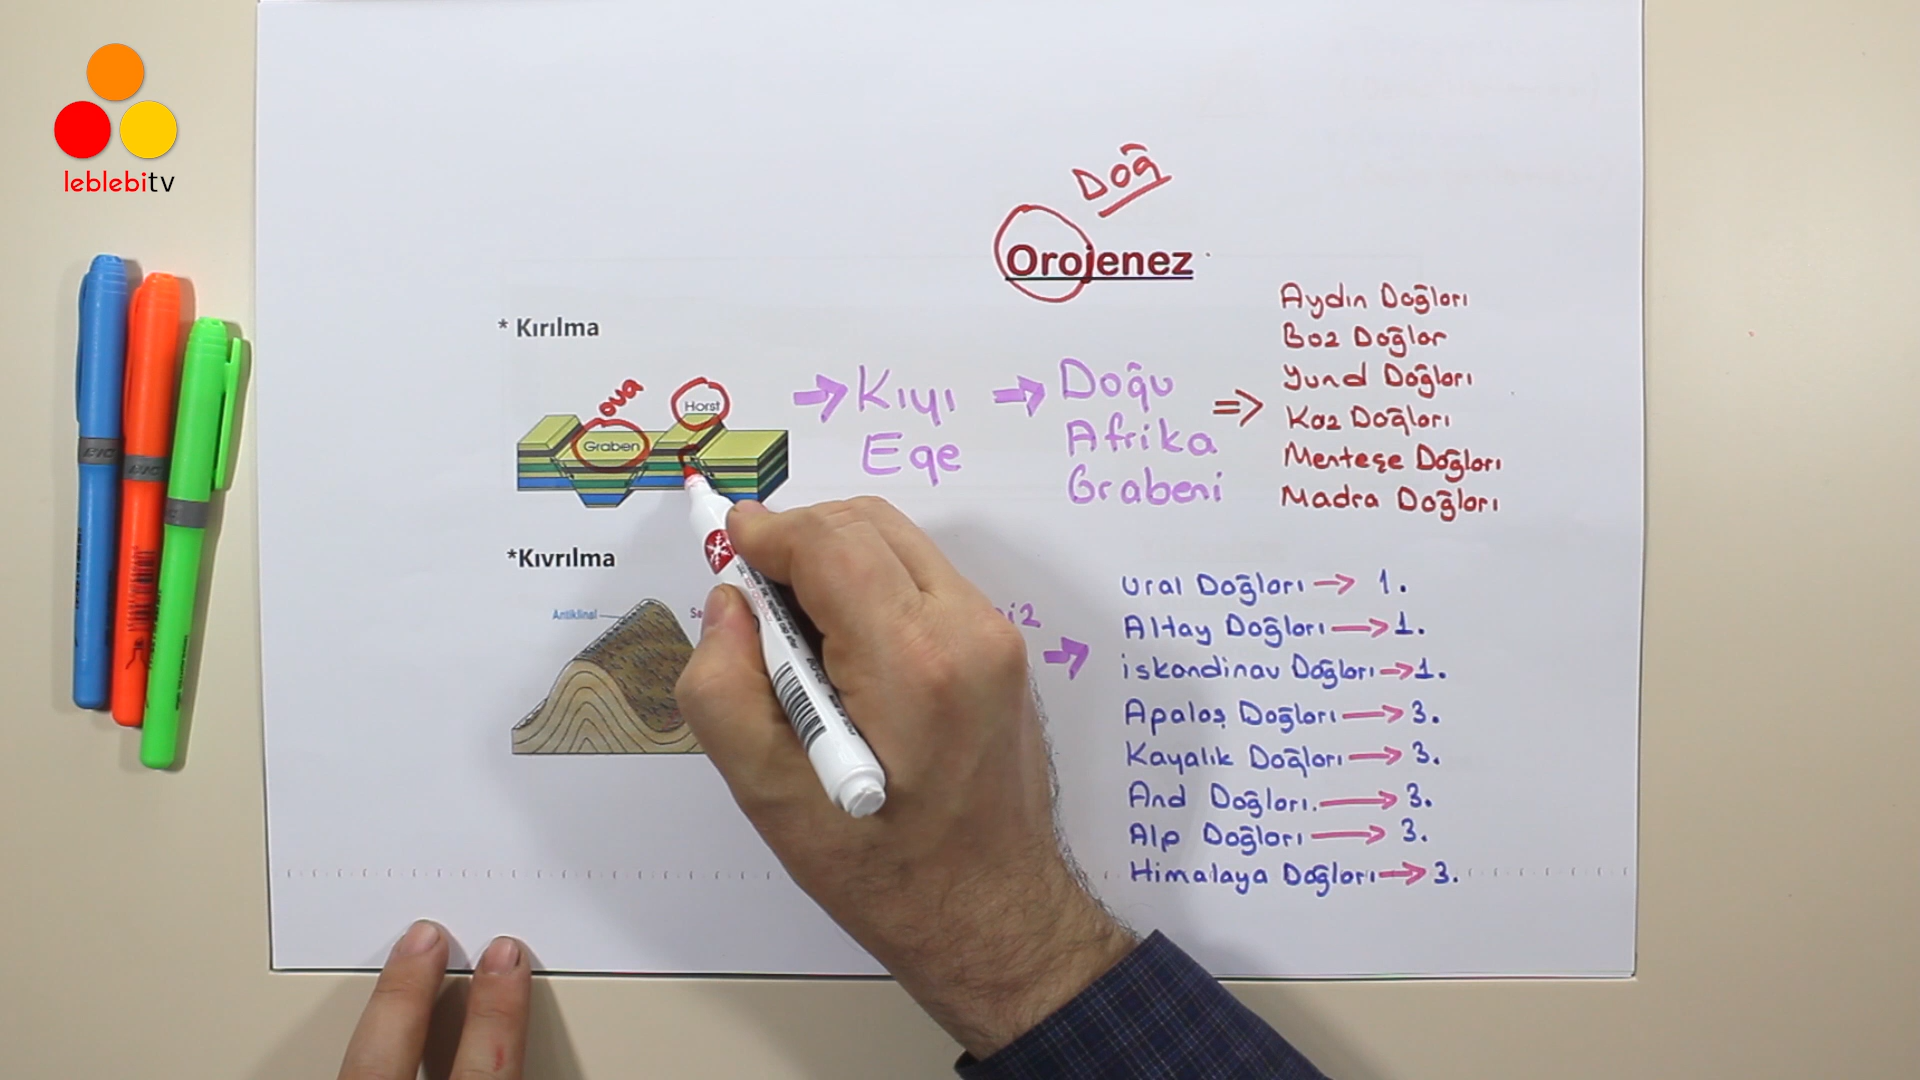 leblebitv
Dağ
Orojenez
* Kırılma
ova
Horst
Graben
Kıyı
Ege
Doğu
Afrika
Grabeni
=>
Aydın Dağları
Boz Dağlar
Yund Dağları
Kaz Dağları
Menteşe Dağları
Madra Dağları
*Kıvrılma
Antiklinal
Ural Dağları → 1.
Altay Dağları → 1.
iskandinav Dağları → 1.
Apalaş Dağları → 3.
Kayalık Dağları → 3.
And Dağları. → 3.
Alp Dağları → 3.
Himalaya Dağları → 3.
BIC